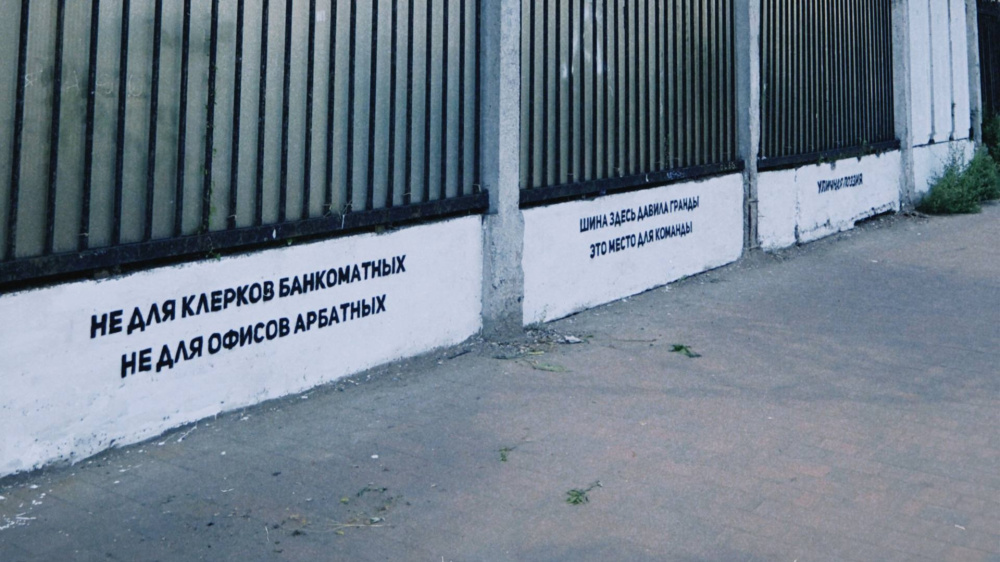 НЕ ДЛЯ КЛЕРКОВ БАНКОМАТНЫХ
НЕ ДЛЯ ОФИСОВ АРБАТНЫХ
ШИНА ЗДЕСЬ ДАВИЛА ГРАНДЫ
ЭТО МЕСТО ДЛЯ КОМАНДЫ
УЛИЧНАЯ ПОЭЗИЯ